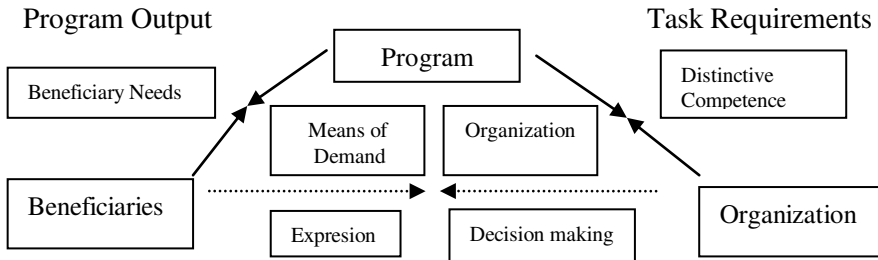 Program Output
Task Requirements
Program
Beneficiary Needs
Distinctive
Competence
Means of
Demand
Organization
Beneficiaries
Organization
Expresion
Decision making